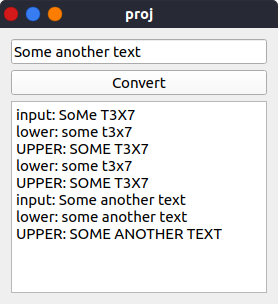 proj
Some another text
Convert
input: SoMe T3X7
lower: some t3x7
UPPER: SOME T3X7
lower: some t3x7
UPPER: SOME T3X7
input: Some another text
lower: some another text
UPPER: SOME ANOTHER TEXT